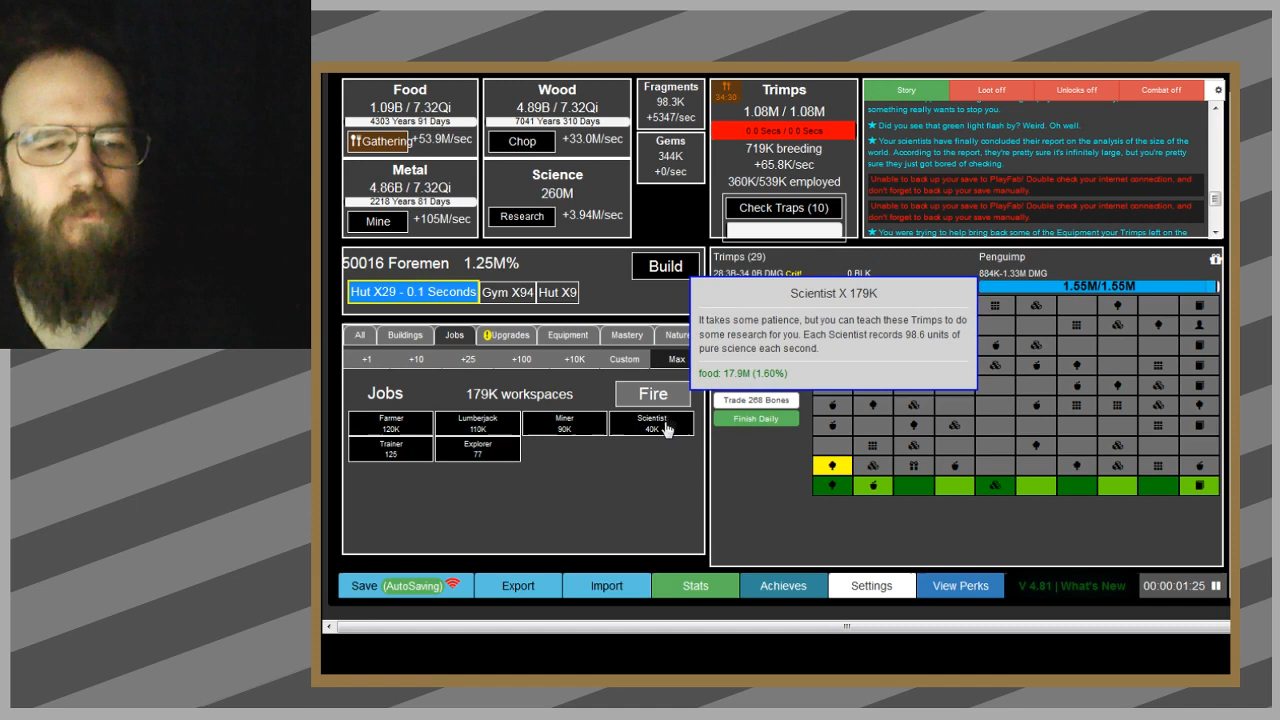 Food
1.09B / 7.32Qi
4303 Years 91 Days
Gathering
+53.9M/sec
Wood
4.89B / 7.32Qi
7041 Years 310 Days
Chop
+33.0M/sec
Metal
4.86B / 7.32Qi
2218 Years 81 Days
Mine
+105M/sec
Science
260M
Research
+3.94M/sec
Fragments
98.3K
+5347/sec
Gems
344K
+0/sec
34:30
Trimps
1.08M / 1.08M
0.0 Secs / 0.0 Secs
719K breeding
+65.8K/sec
360K/539K employed
Check Traps (10)
Story
Loot off
Unlocks off
Combat off
something really wants to stop you.
★ Did you see that green light flash by? Weird. Oh well.
★ Your scientists have finally concluded their report on the analysis of the size of the
world. According to the report, they're pretty sure it's infinitely large, but you're pretty
sure they just got bored of checking.
Unable to back up your save to PlayFab! Double check your internet connection, and
don't forget to back up your save manually.
Unable to back up your save to PlayFab! Double check your internet connection, and
don't forget to back up your save manually.
★ You were trying to help bring back some of the Equipment your Trimps left on the
50016 Foremen 1.25M%
Build
Hut X29 - 0.1 Seconds
Gym X94
Hut X9
All
Buildings
Jobs
Upgrades
Equipment
Mastery
Nature
+1
+10
+25
+100
+10K
Custom
Max
Jobs
179K workspaces
Fire
Farmer
120K
Lumberjack
110K
Miner
90K
Scientist
40K
Trainer
125
Explorer
77
Trimps (29)
28.3B-34.0B DMG Crit!
0 BLK
Penguimp
884K-1.33M DMG
1.55M/1.55M
Scientist X 179K
It takes some patience, but you can teach these Trimps to do
some research for you. Each Scientist records 98.6 units of
pure science each second.
food: 17.9M (1.60%)
Trade 268 Bones
Finish Daily
Save (AutoSaving)
Export
Import
Stats
Achieves
Settings
View Perks
V 4.81 | What's New
00:00:01:25